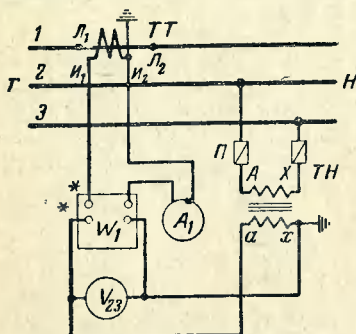 1 Л₁ ТТ
И₁ И₂ Л₂
Т 2 Н
3
П А Х ТН
* *
W₁ A₁ а х
V₂₃